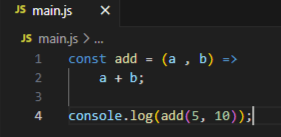 JS main.js ×
JS main.js > ...
1 const add = (a , b) =>
2 a + b;
3
4 console.log(add(5, 10));